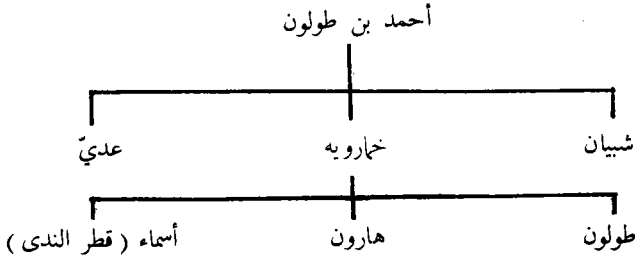 أحمد بن طولون
شيبان خمارويه عديّ
طولون هارون أسماء ( قطر الندى )